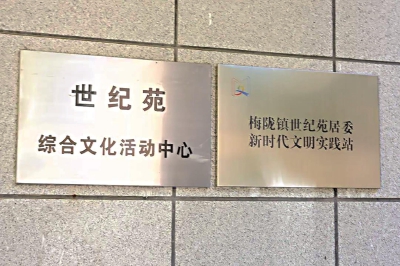 世纪苑
综合文化活动中心
梅陇镇世纪苑居委
新时代文明实践站